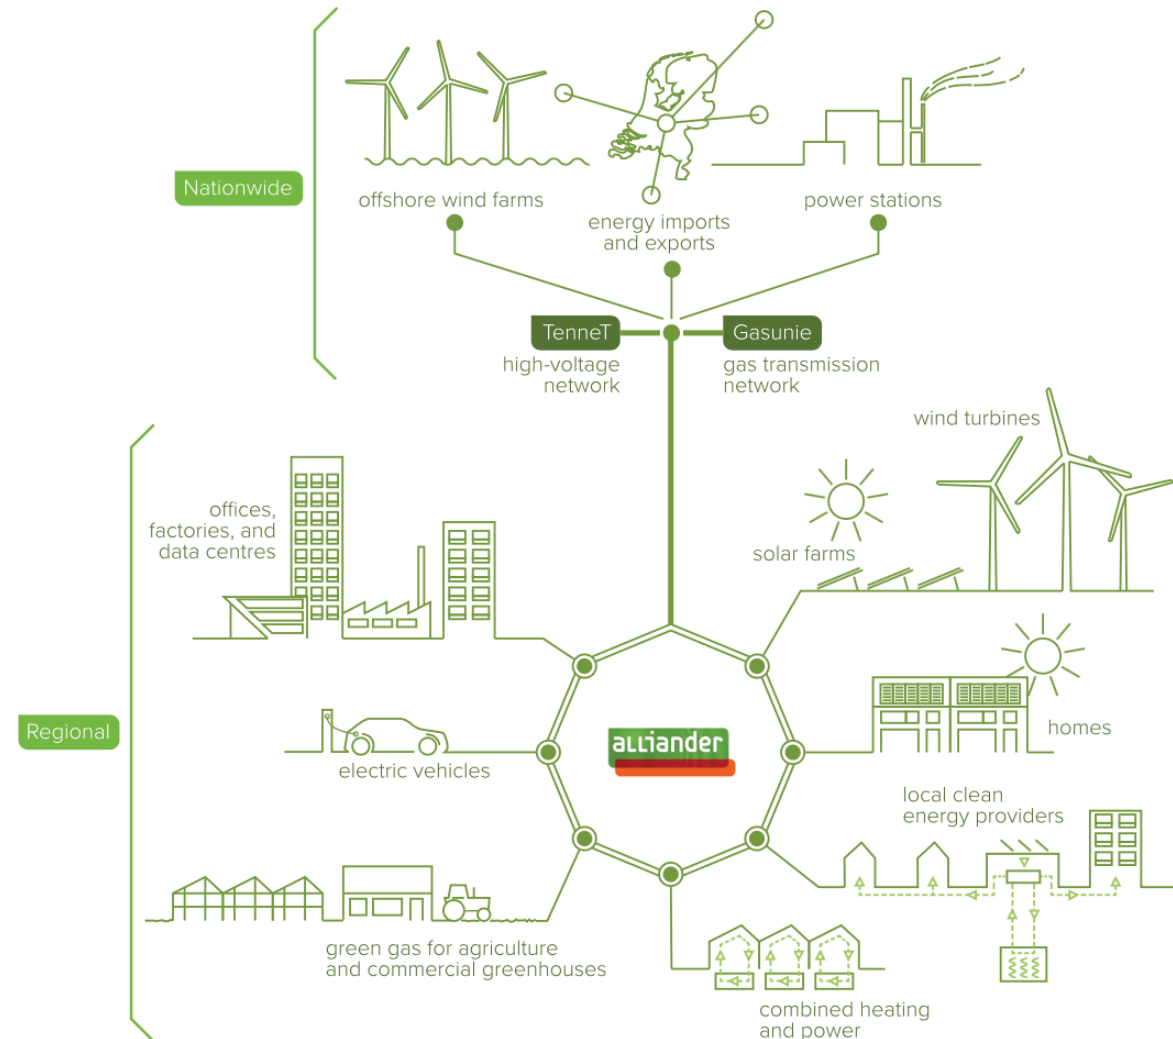 Nationwide
offshore wind farms
energy imports
and exports
power stations
TenneT
high-voltage
network
Gasunie
gas transmission
network
Regional
offices,
factories, and
data centres
wind turbines
solar farms
electric vehicles
alliander
homes
local clean
energy providers
green gas for agriculture
and commercial greenhouses
combined heating
and power